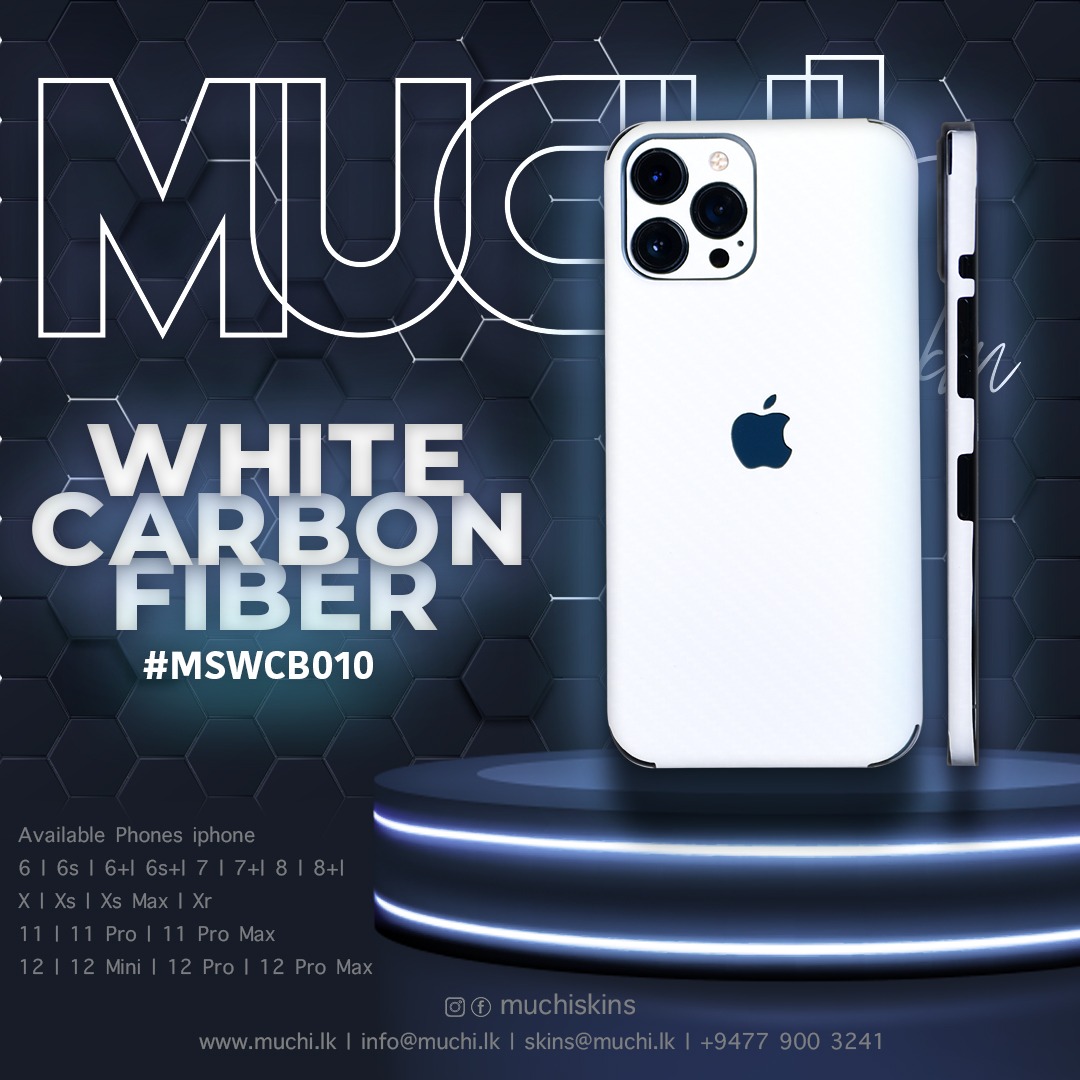 MUCHI
WHITE
CARBON
FIBER
#MSWCB010
Available Phones iphone
6 | 6s | 6+| 6s+| 7 | 7+| 8 | 8+|
X | Xs | Xs Max | Xr
11 | 11 Pro | 11 Pro Max
12 | 12 Mini | 12 Pro | 12 Pro Max
muchiskins
www.muchi.lk | info@muchi.lk | skins@muchi.lk | +9477 900 3241